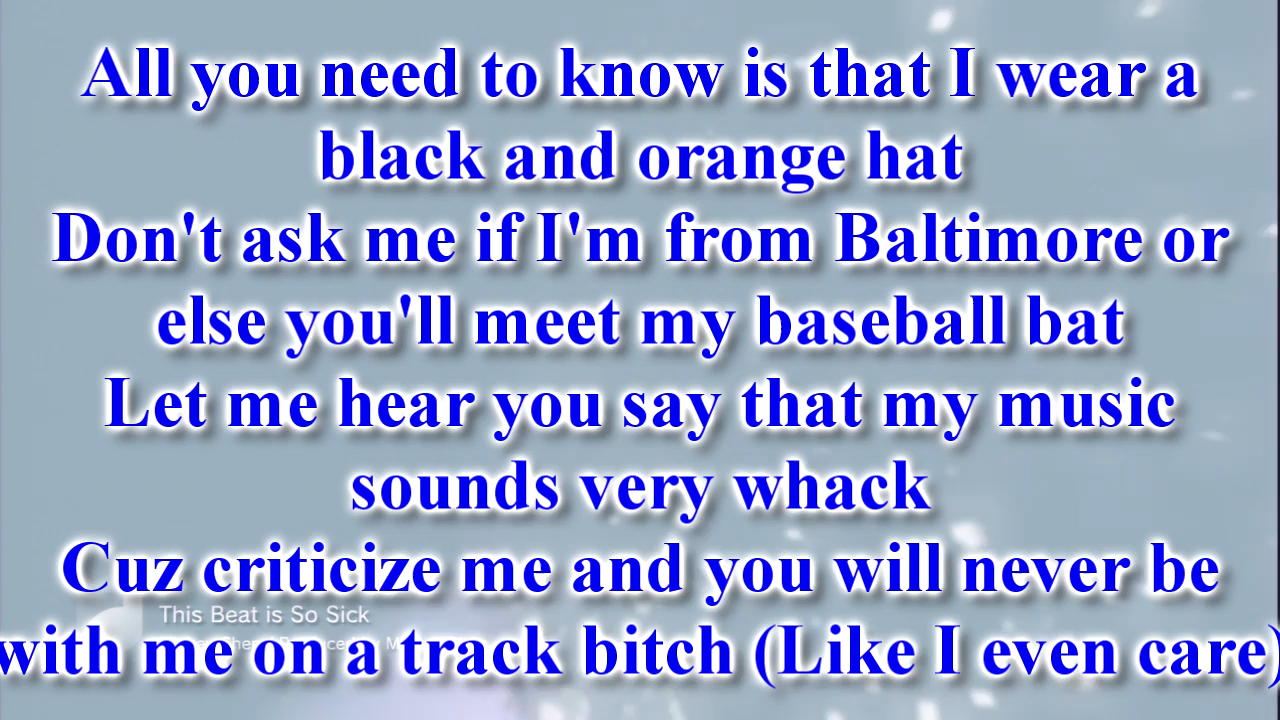 All you need to know is that I wear a
black and orange hat
Don't ask me if I'm from Baltimore or
else you'll meet my baseball bat
Let me hear you say that my music
sounds very whack
Cuz criticize me and you will never be
This Beat is So Sick
with me on a track bitch (Like I even care)